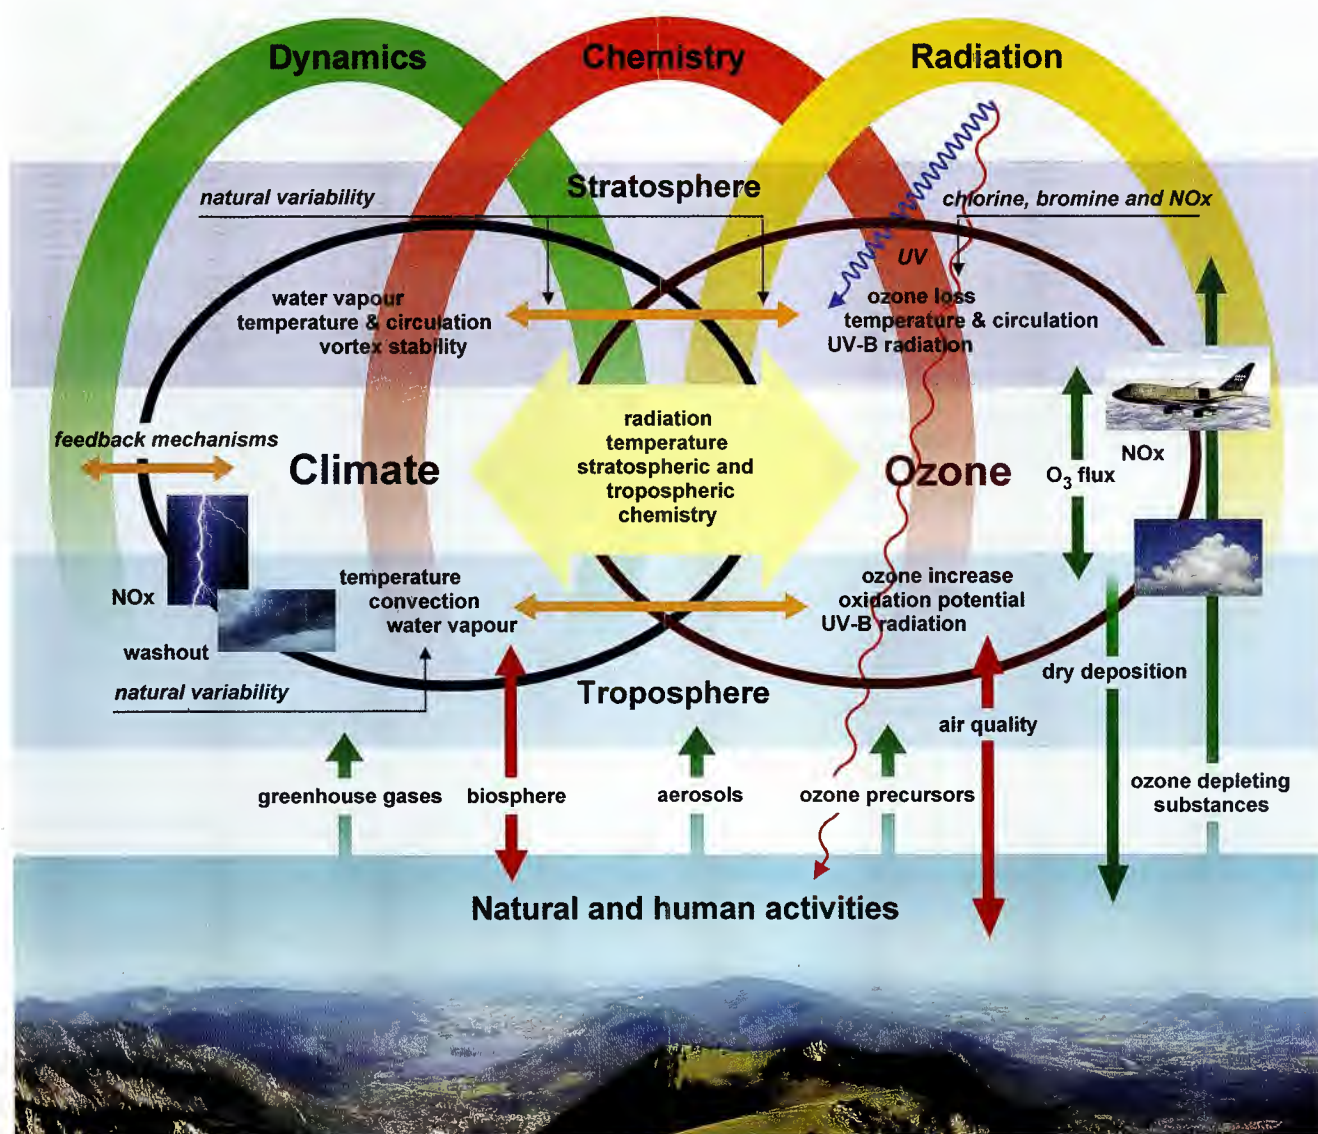 Dynamics
Chemistry
Radiation
natural variability
Stratosphere
chlorine, bromine and NOx
UV
water vapour
temperature & circulation
vortex stability
ozone loss
temperature & circulation
UV-B radiation
feedback mechanisms
Climate
radiation
temperature
stratospheric and
tropospheric
chemistry
Ozone
O3 flux
NOx
NOx
washout
natural variability
temperature
convection
water vapour
ozone increase
oxidation potential
UV-B radiation
Troposphere
dry deposition
air quality
greenhouse gases
biosphere
aerosols
ozone precursors
ozone depleting
substances
Natural and human activities